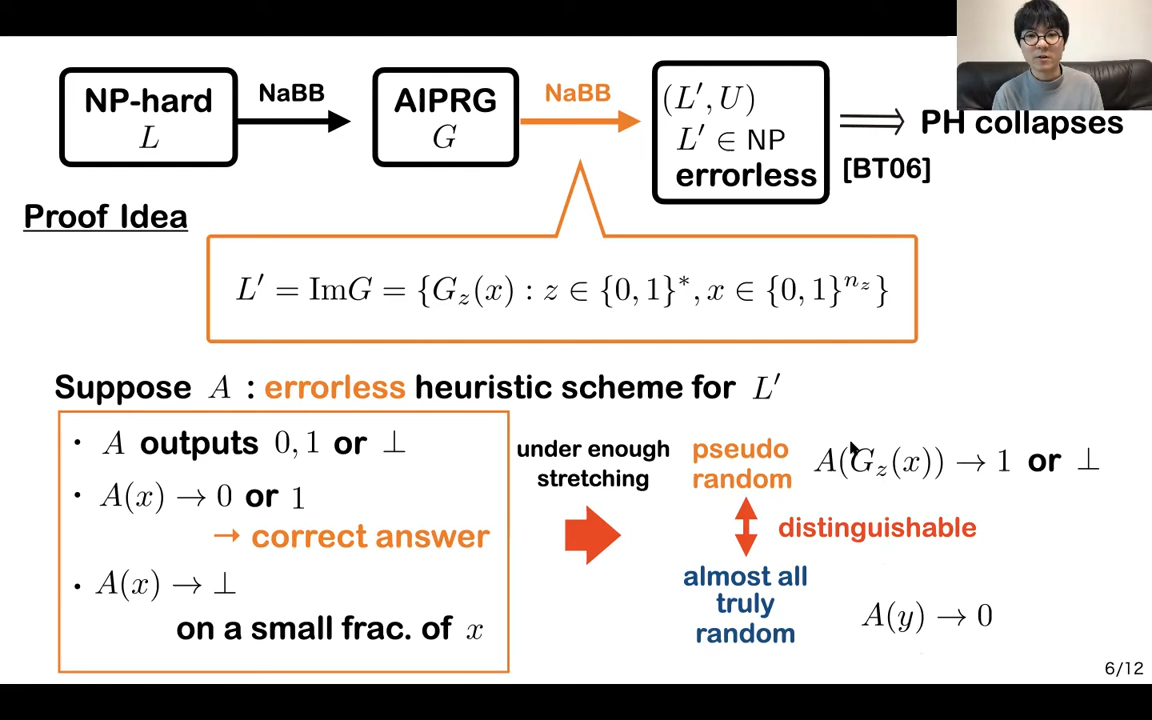 NP-hard
L
NaBB
AIPRG
G
NaBB
(L′, U)
L′ ∈ NP
errorless
⟹ PH collapses
[BT06]
Proof Idea
L′ = ImG = {G_z(x) : z ∈ {0, 1}*, x ∈ {0, 1}^{n_z}}
Suppose A : errorless heuristic scheme for L′
· A outputs 0, 1 or ⊥
· A(x) → 0 or 1
→ correct answer
· A(x) → ⊥
on a small frac. of x
under enough
stretching
pseudo
random
A(G_z(x)) → 1 or ⊥
distinguishable
almost all
truly
random
A(y) → 0
6/12